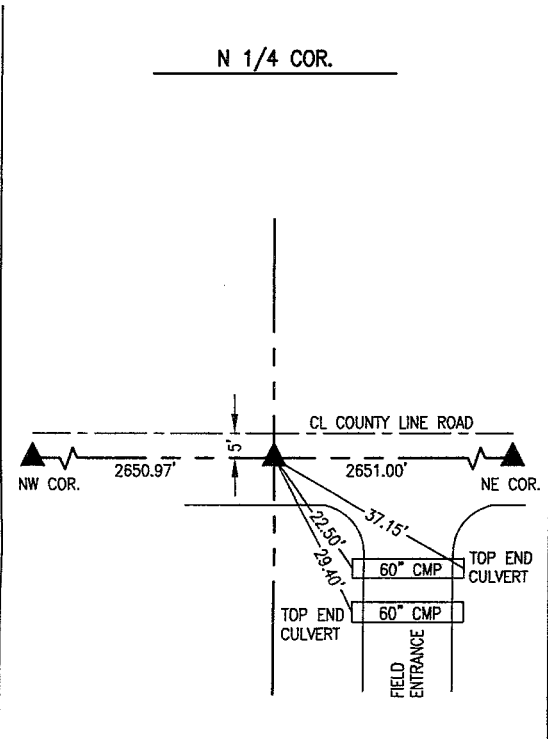 N 1/4 COR.
CL COUNTY LINE ROAD
5'
2650.97'
2651.00'
NW COR.
NE COR.
37.15'
22.50'
29.40'
60" CMP
TOP END
CULVERT
TOP END
CULVERT
60" CMP
FIELD
ENTRANCE